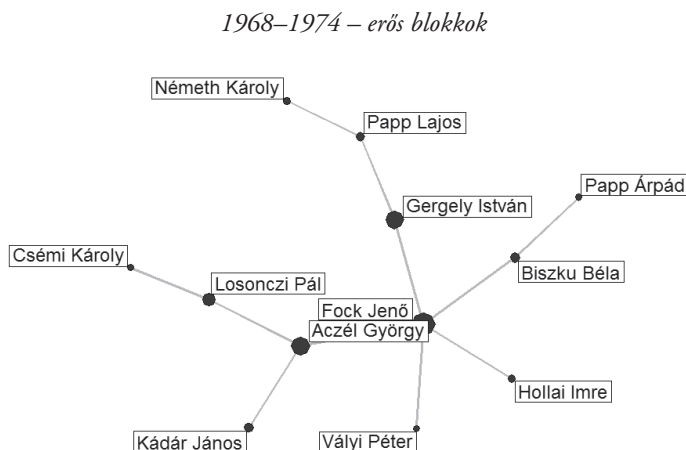 1968–1974 – erős blokkok
Németh Károly
Papp Lajos
Papp Árpád
Gergely István
Csémi Károly
Biszku Béla
Losonczi Pál
Fock Jenő
Aczél György
Hollai Imre
Kádár János
Vályi Péter